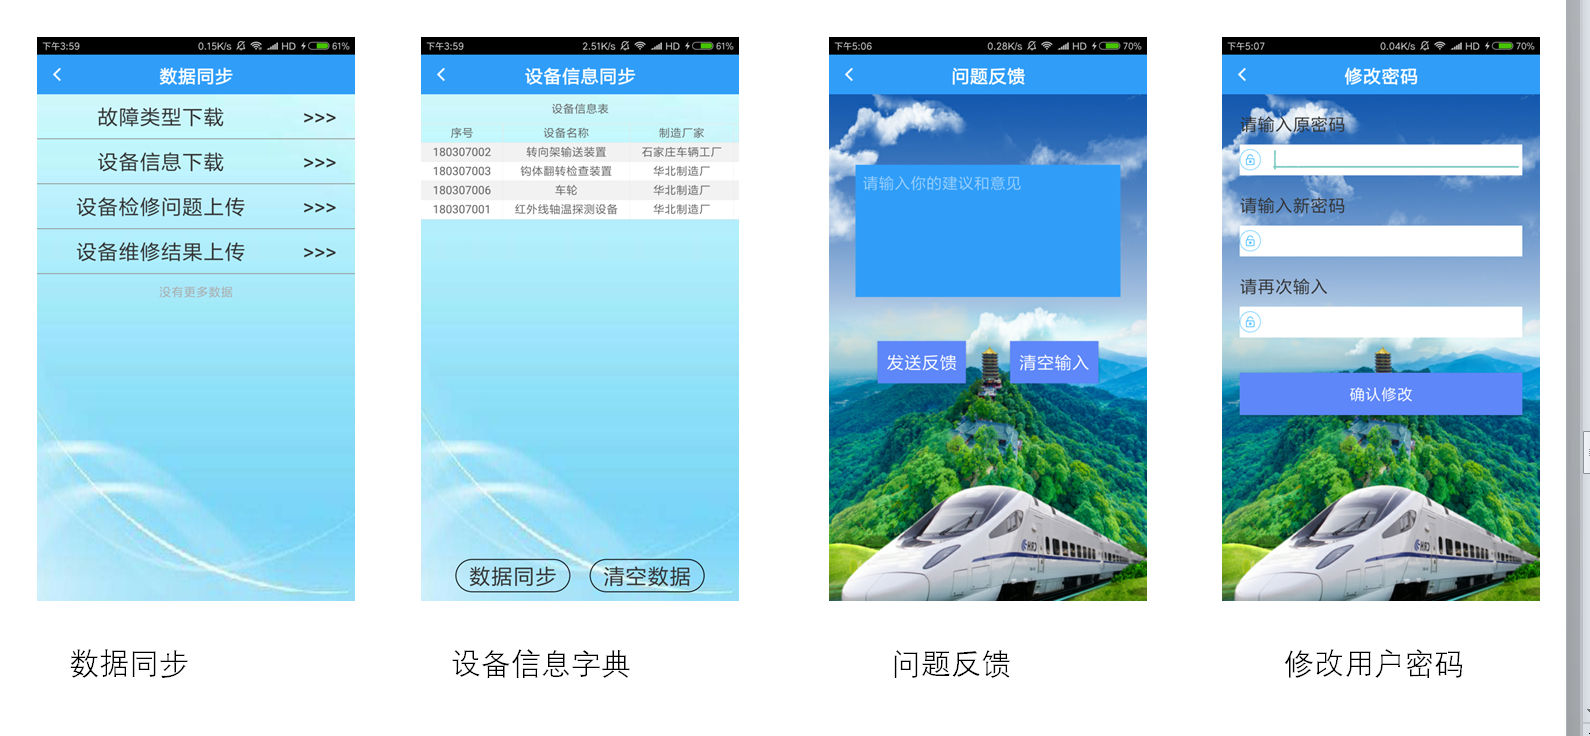 下午3:59 0.15K/s HD 61%
数据同步
故障类型下载 >>>
设备信息下载 >>>
设备检修问题上传 >>>
设备维修结果上传 >>>
没有更多数据
数据同步
下午3:59 2.51K/s HD 61%
设备信息同步
设备信息表
序号 设备名称 制造厂家
180307002 转向架输送装置 石家庄车辆工厂
180307003 钩体翻转检查装置 华北制造厂
180307006 车轮 华北制造厂
180307001 红外线轴温探测设备 华北制造厂
数据同步 清空数据
设备信息字典
下午5:06 0.28K/s HD 70%
问题反馈
请输入你的建议和意见
发送反馈 清空输入
问题反馈
下午5:07 0.04K/s HD 70%
修改密码
请输入原密码
请输入新密码
请再次输入
确认修改
修改用户密码